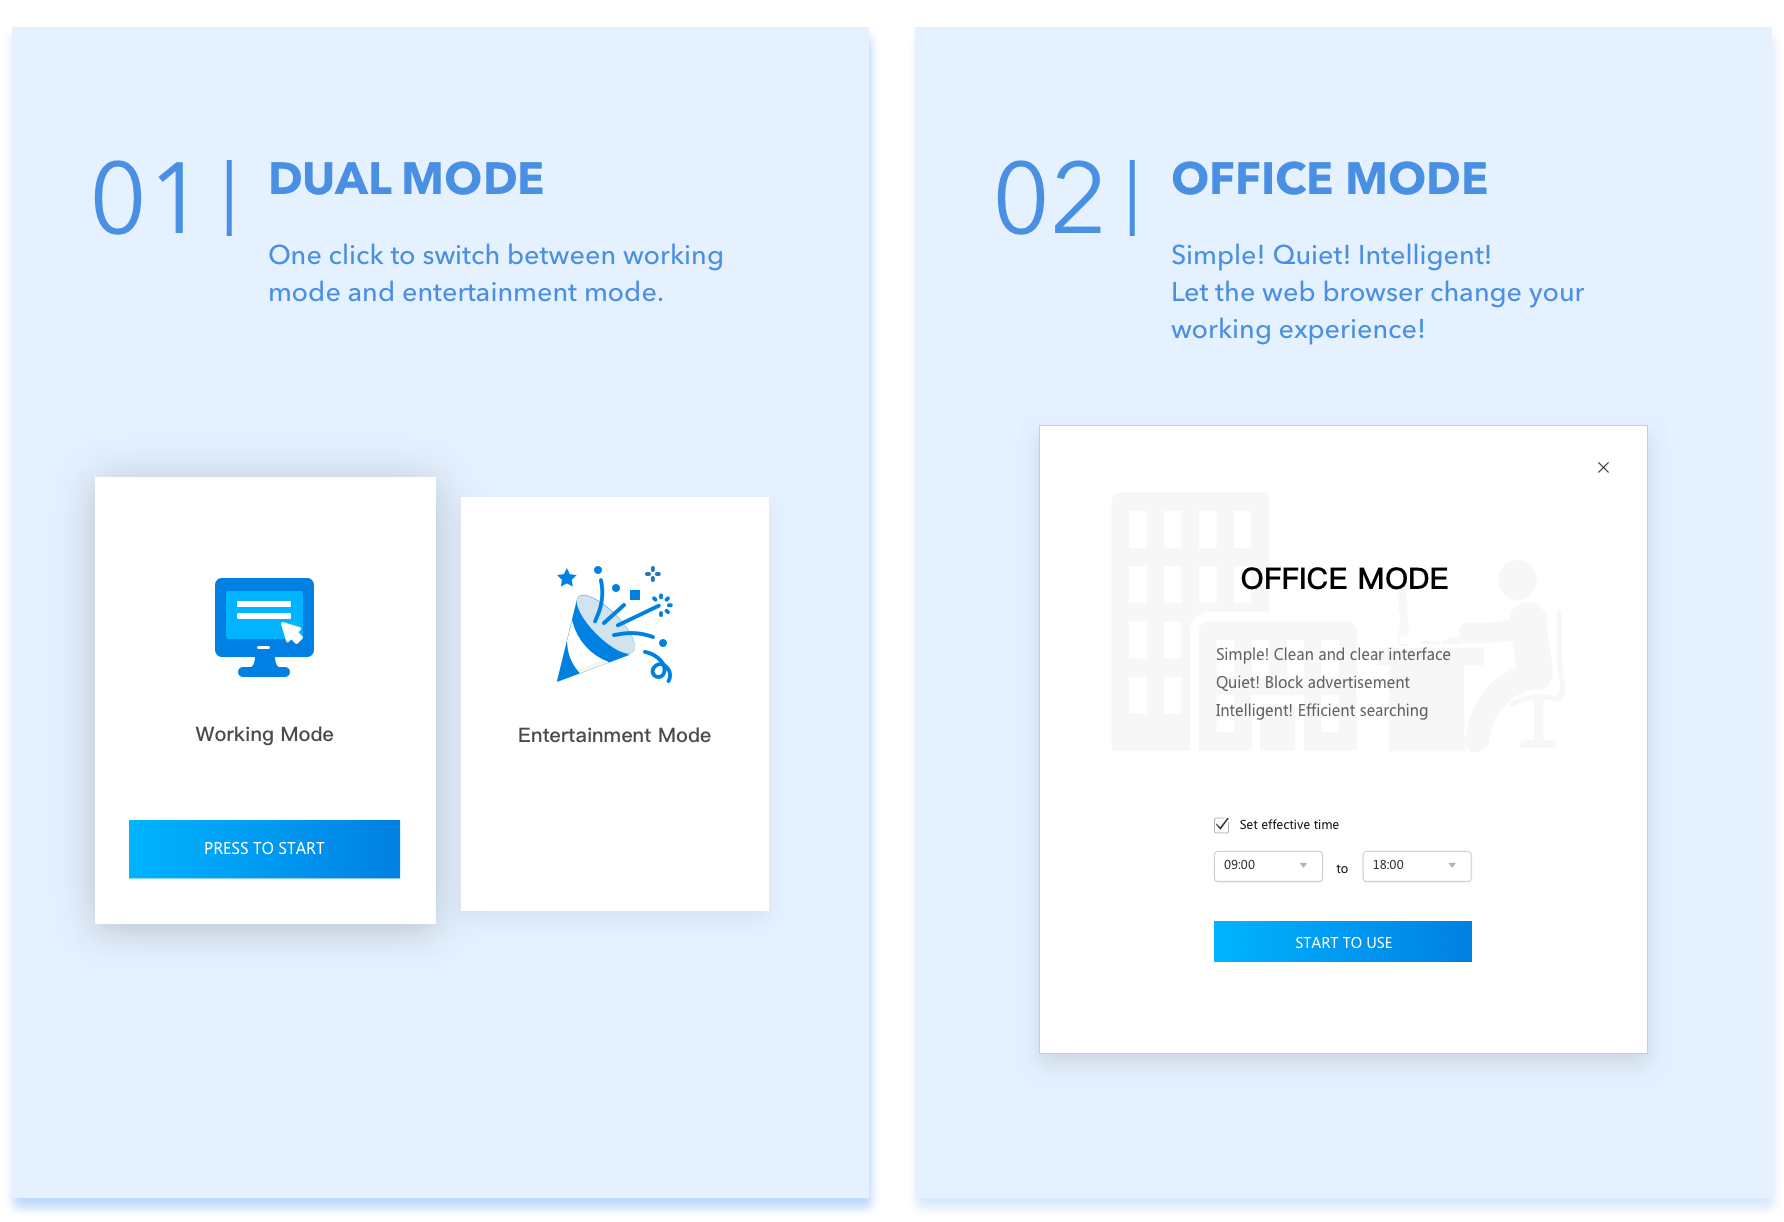 01
DUAL MODE
One click to switch between working
mode and entertainment mode.
Working Mode
PRESS TO START
Entertainment Mode
02
OFFICE MODE
Simple! Quiet! Intelligent!
Let the web browser change your
working experience!
OFFICE MODE
Simple! Clean and clear interface
Quiet! Block advertisement
Intelligent! Efficient searching
Set effective time
09:00 to 18:00
START TO USE